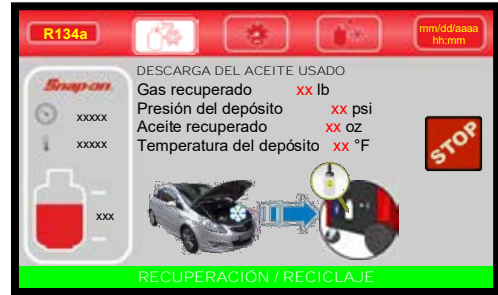 R134a
mm/dd/aaaa
hh:mm
Snap-on
xxxxx
xxxxx
xxx
DESCARGA DEL ACEITE USADO
Gas recuperado xx lb
Presión del depósito xx psi
Aceite recuperado xx oz
Temperatura del depósito xx °F
STOP
RECUPERACIÓN / RECICLAJE